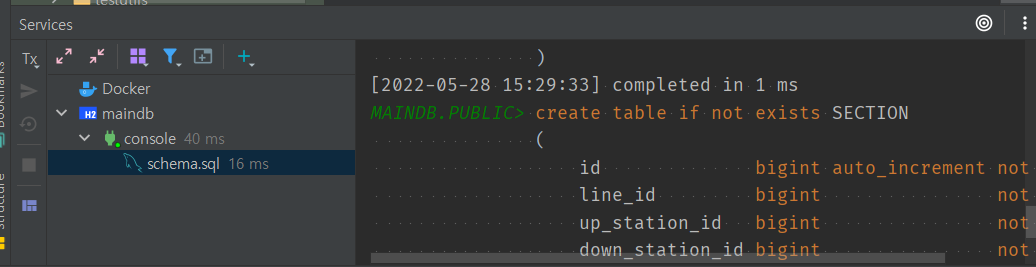 testutils
Services
Tx
Docker
H2 maindb
console 40 ms
schema.sql 16 ms
)
[2022-05-28 15:29:33] completed in 1 ms
MAINDB.PUBLIC> create table if not exists SECTION
(
id bigint auto_increment not
line_id bigint not
up_station_id bigint not
down_station_id bigint not
Bookmarks
structure